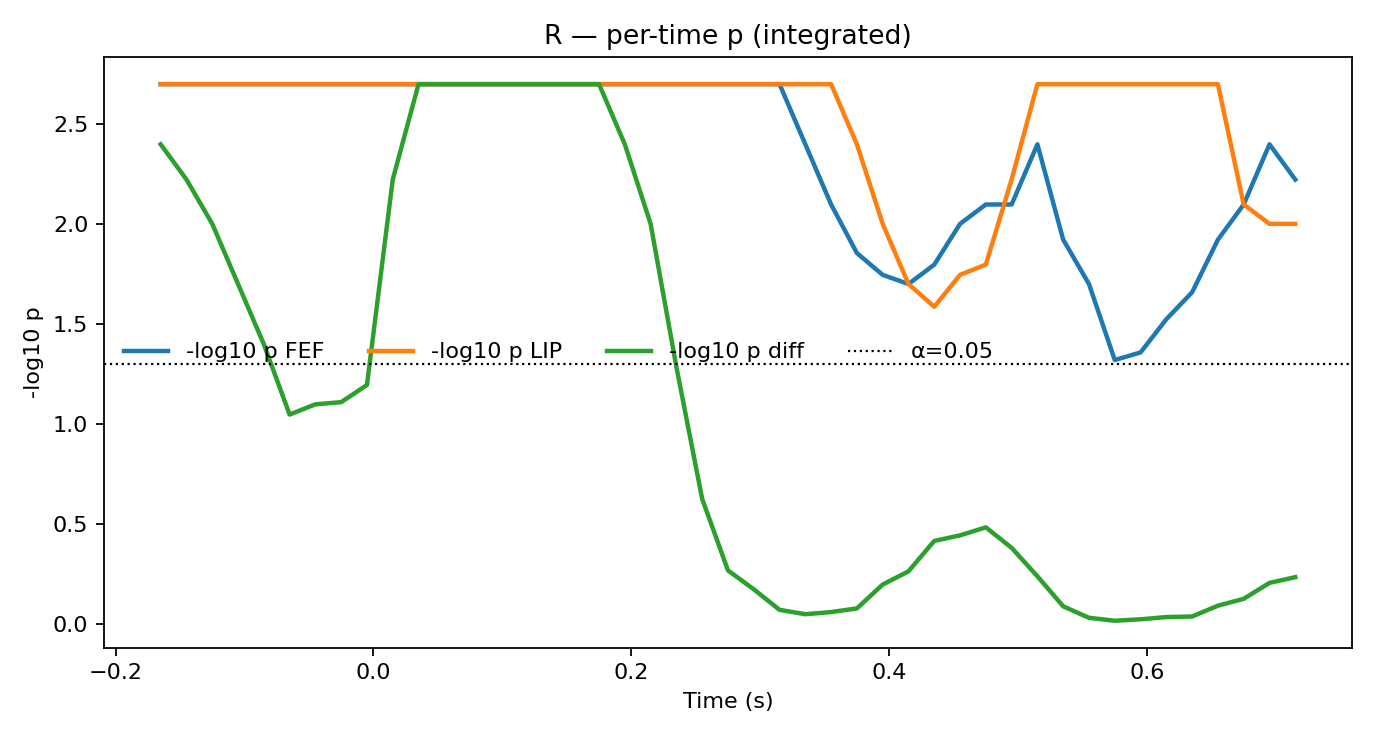 R — per-time p (integrated)
-log10 p
2.5
2.0
1.5
1.0
0.5
0.0
-log10 p FEF -log10 p LIP -log10 p diff α=0.05
−0.2 0.0 0.2 0.4 0.6
Time (s)